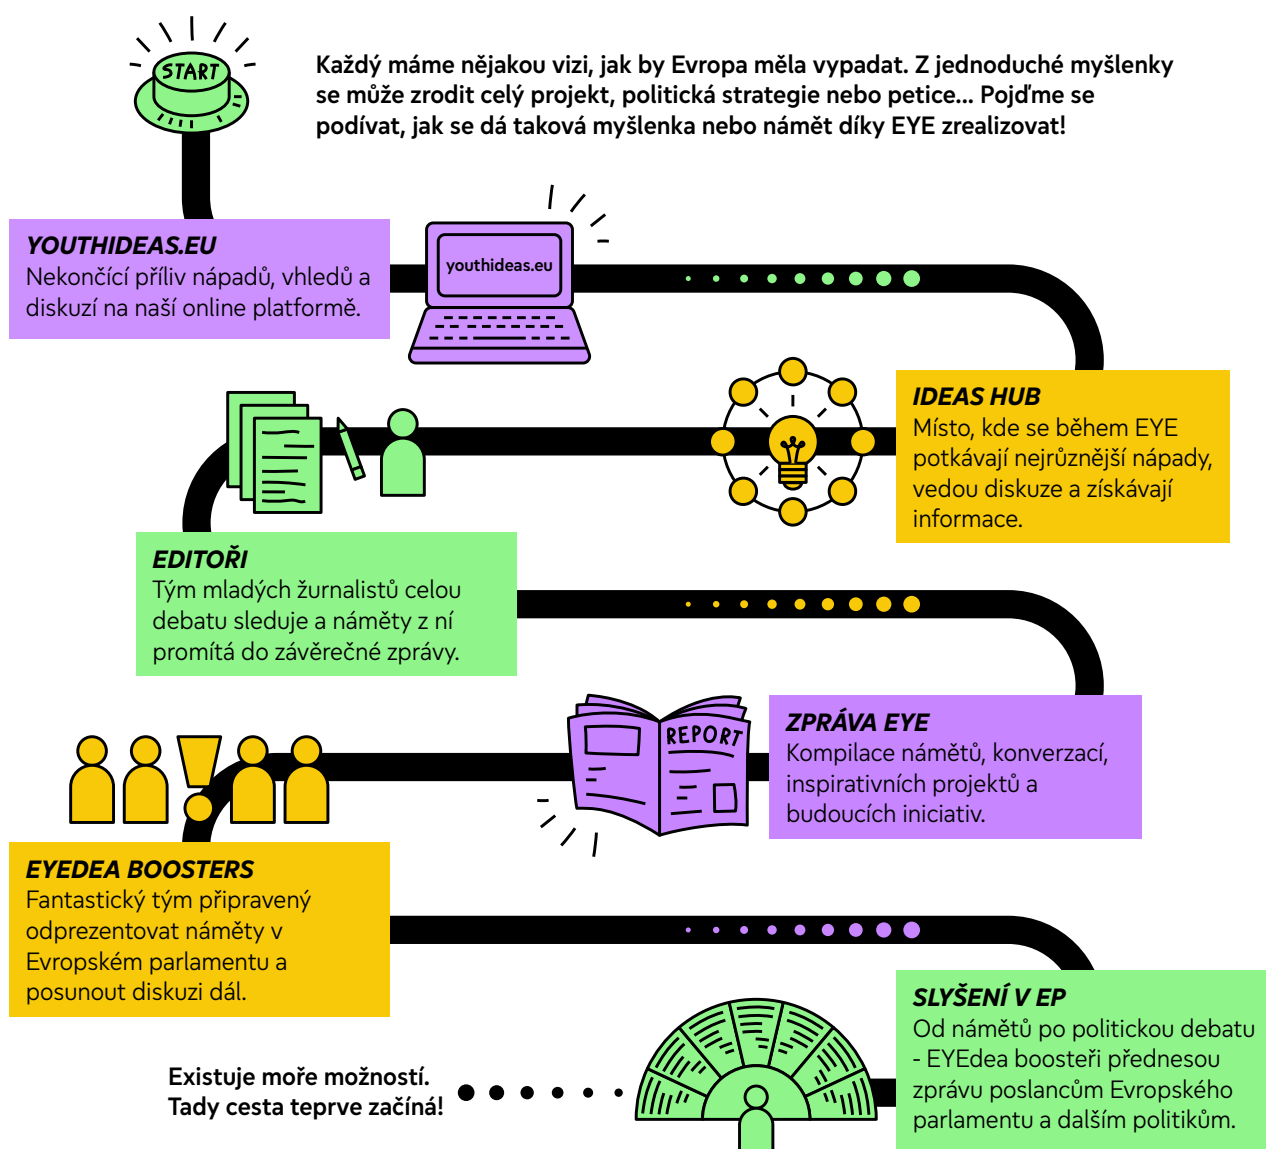 START
Každý máme nějakou vizi, jak by Evropa měla vypadat. Z jednoduché myšlenky
se může zrodit celý projekt, politická strategie nebo petice... Pojďme se
podívat, jak se dá taková myšlenka nebo námět díky EYE zrealizovat!
YOUTHIDEAS.EU
Nekončící příliv nápadů, vhledů a
diskuzí na naší online platformě.
youthideas.eu
IDEAS HUB
Místo, kde se během EYE
potkávají nejrůznější nápady,
vedou diskuze a získávají
informace.
EDITOŘI
Tým mladých žurnalistů celou
debatu sleduje a náměty z ní
promítá do závěrečné zprávy.
REPORT
ZPRÁVA EYE
Kompilace námětů, konverzací,
inspirativních projektů a
budoucích iniciativ.
EYEDEA BOOSTERS
Fantastický tým připravený
odprezentovat náměty v
Evropském parlamentu a
posunout diskuzi dál.
SLYŠENÍ V EP
Od námětů po politickou debatu
- EYEdea boosteři přednesou
zprávu poslancům Evropského
parlamentu a dalším politikům.
Existuje moře možností.
Tady cesta teprve začíná!